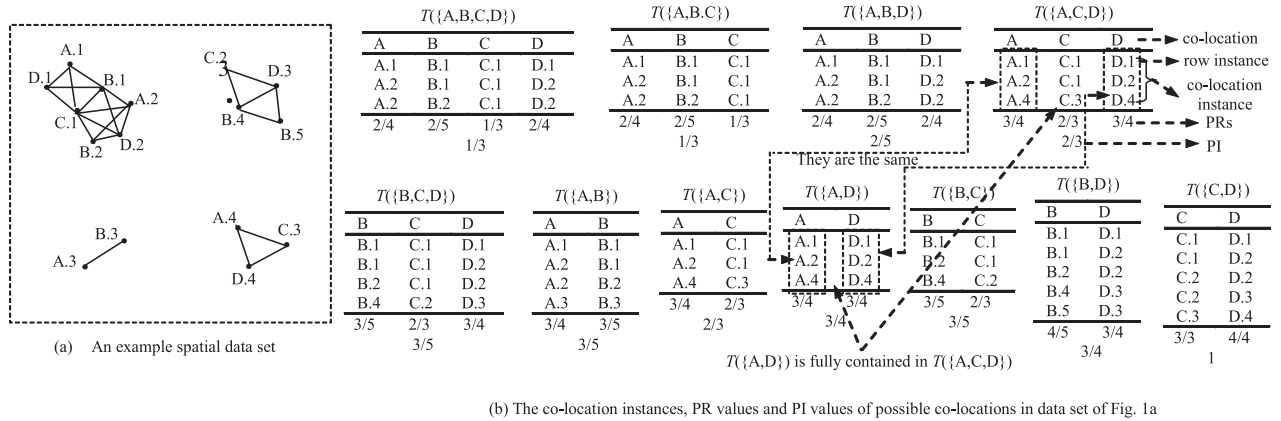 A.1
D.1
B.1
A.2
C.1
B.2
D.2
C.2
3
D.3
B.4
B.5
B.3
A.3
A.4
C.3
D.4
(a) An example spatial data set
T({A,B,C,D})
A B C D
A.1 B.1 C.1 D.1
A.2 B.1 C.1 D.2
A.2 B.2 C.1 D.2
2/4 2/5 1/3 2/4
1/3
T({A,B.C})
A B C
A.1 B.1 C.1
A.2 B.1 C.1
A.2 B.2 C.1
2/4 2/5 1/3
1/3
T({A,B,D})
A B D
A.1 B.1 D.1
A.2 B.1 D.2
A.2 B.2 D.2
2/4 2/5 2/4
2/5
T({A,C,D})
A C D
A.1 C.1 D.1
A.2 C.1 D.2
A.4 C.3 D.4
3/4 2/3 3/4
2/3
co-location
row instance
co-location
instance
PRs
PI
They are the same
T({B,C,D})
B C D
B.1 C.1 D.1
B.1 C.1 D.2
B.2 C.1 D.2
B.4 C.2 D.3
3/5 2/3 3/4
3/5
T({A,B})
A B
A.1 B.1
A.2 B.1
A.2 B.2
A.3 B.3
3/4 3/5
3/5
T({A,C})
A C
A.1 C.1
A.2 C.1
A.4 C.3
3/4 2/3
2/3
T({A,D})
A D
A.1 D.1
A.2 D.2
A.4 D.4
3/4 3/4
3/4
T({B,C})
B C
B.1 C.1
B.2 C.1
B.4 C.2
3/5 2/3
3/5
T({B,D})
B D
B.1 D.1
B.1 D.2
B.2 D.2
B.4 D.3
B.5 D.3
4/5 3/4
3/4
T({C,D})
C D
C.1 D.1
C.1 D.2
C.2 D.2
C.2 D.3
C.3 D.4
3/3 4/4
1
T({A,D}) is fully contained in T({A,C,D})
(b) The co-location instances, PR values and PI values of possible co-locations in data set of Fig. 1a